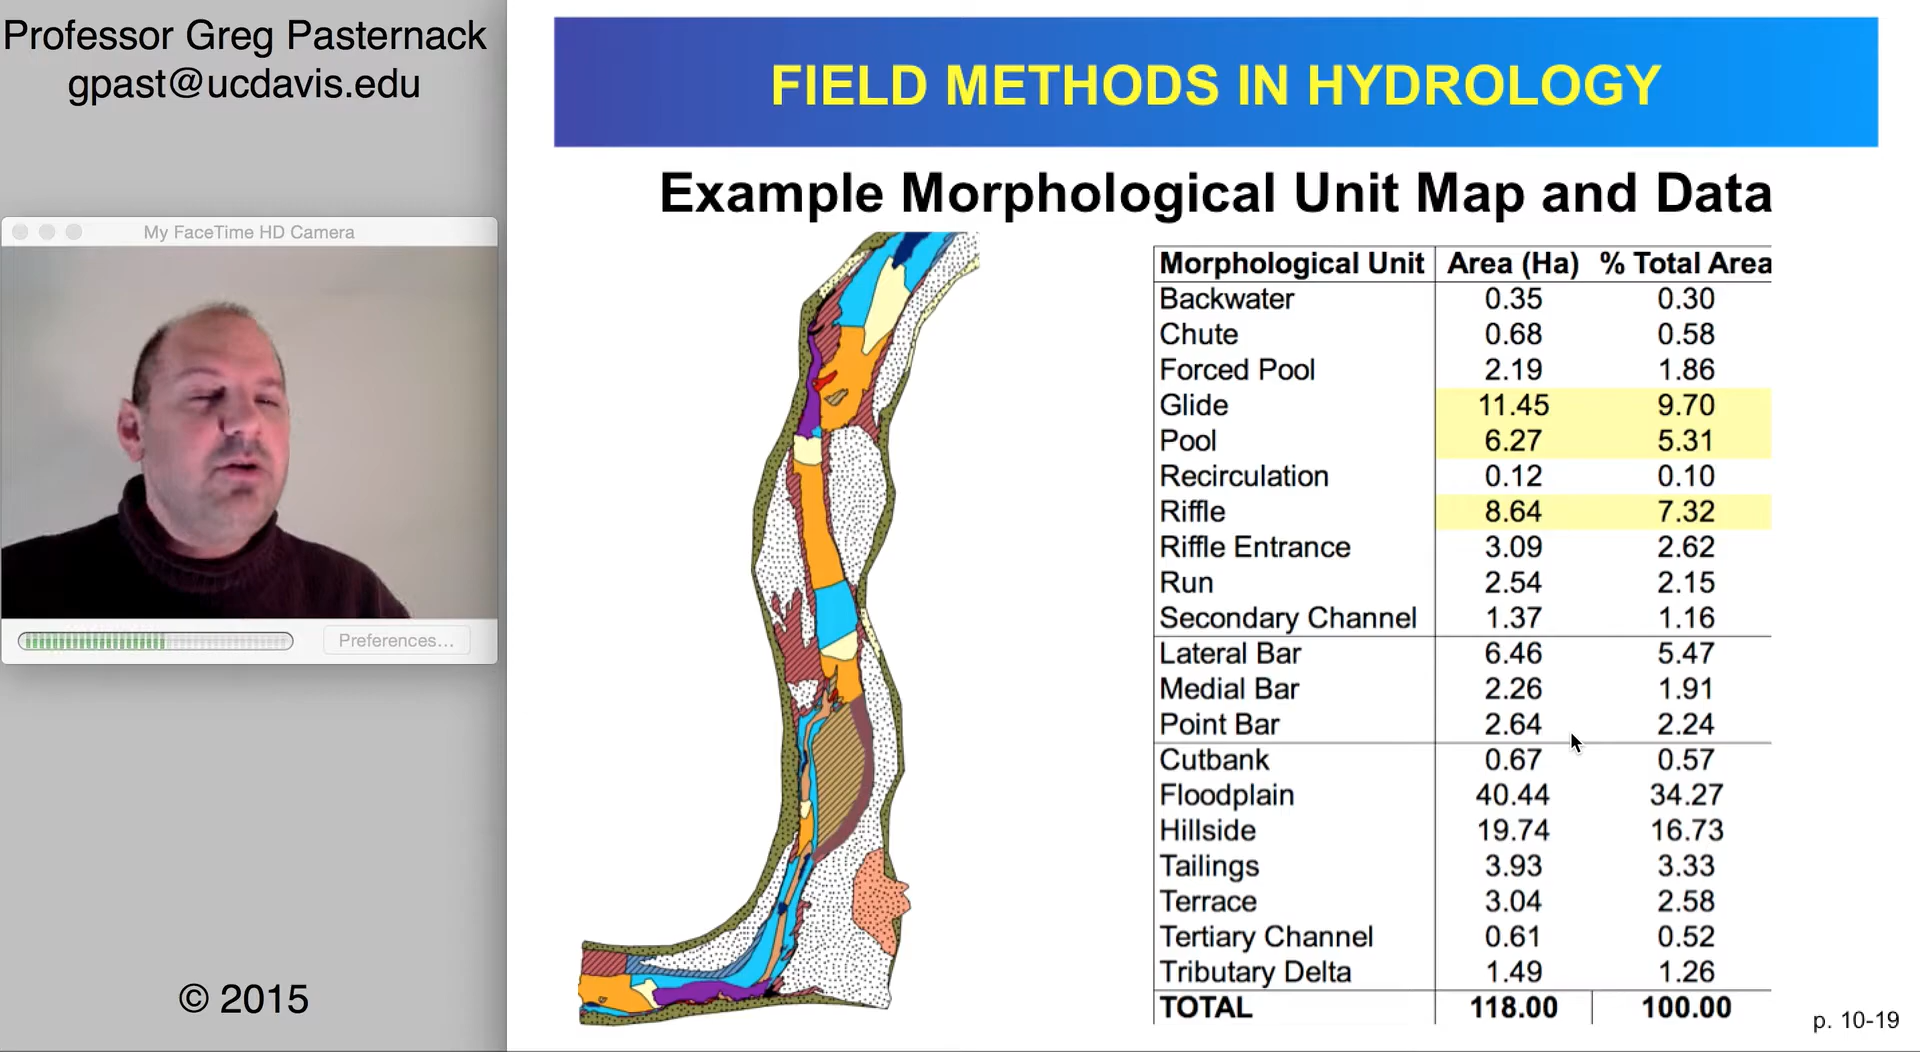 Professor Greg Pasternack
gpast@ucdavis.edu
My FaceTime HD Camera
Preferences...
© 2015
FIELD METHODS IN HYDROLOGY
Example Morphological Unit Map and Data
Morphological Unit Area (Ha) % Total Area
Backwater 0.35 0.30
Chute 0.68 0.58
Forced Pool 2.19 1.86
Glide 11.45 9.70
Pool 6.27 5.31
Recirculation 0.12 0.10
Riffle 8.64 7.32
Riffle Entrance 3.09 2.62
Run 2.54 2.15
Secondary Channel 1.37 1.16
Lateral Bar 6.46 5.47
Medial Bar 2.26 1.91
Point Bar 2.64 2.24
Cutbank 0.67 0.57
Floodplain 40.44 34.27
Hillside 19.74 16.73
Tailings 3.93 3.33
Terrace 3.04 2.58
Tertiary Channel 0.61 0.52
Tributary Delta 1.49 1.26
TOTAL 118.00 100.00
p. 10-19